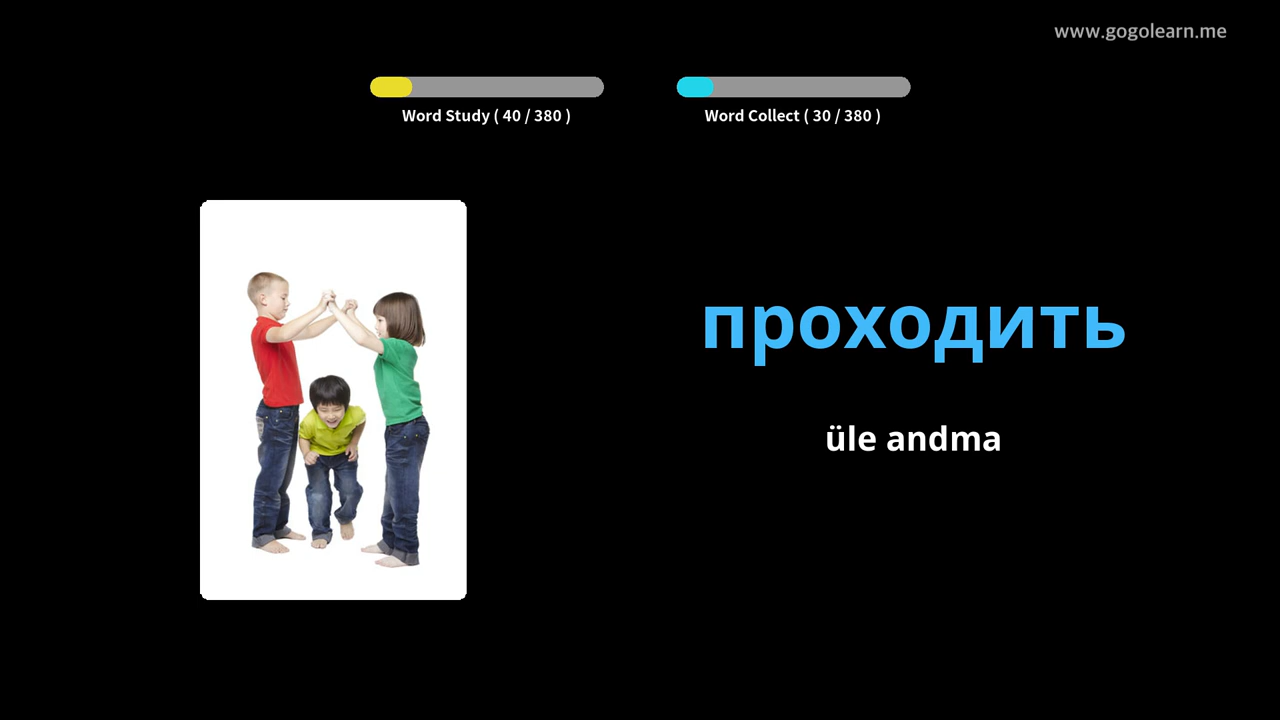 www.gogolearn.me
Word Study ( 40 / 380 )
Word Collect ( 30 / 380 )
проходить
üle andma